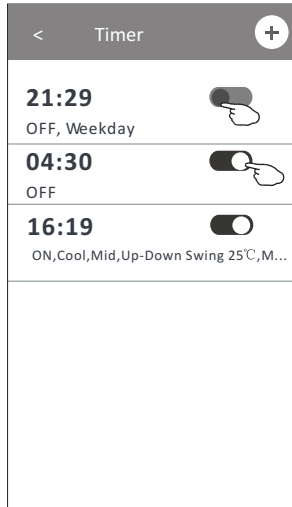 < Timer +
21:29
OFF, Weekday
04:30
OFF
16:19
ON,Cool,Mid,Up-Down Swing 25℃,M...